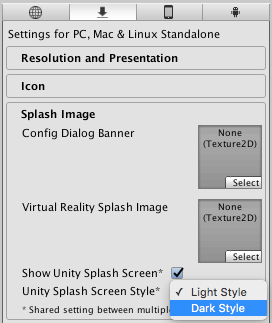 Settings for PC, Mac & Linux Standalone
Resolution and Presentation
Icon
Splash Image
Config Dialog Banner
None
(Texture2D)
Select
Virtual Reality Splash Image
None
(Texture2D)
Select
Show Unity Splash Screen*
Unity Splash Screen Style*
Light Style
Dark Style
* Shared setting between multiple